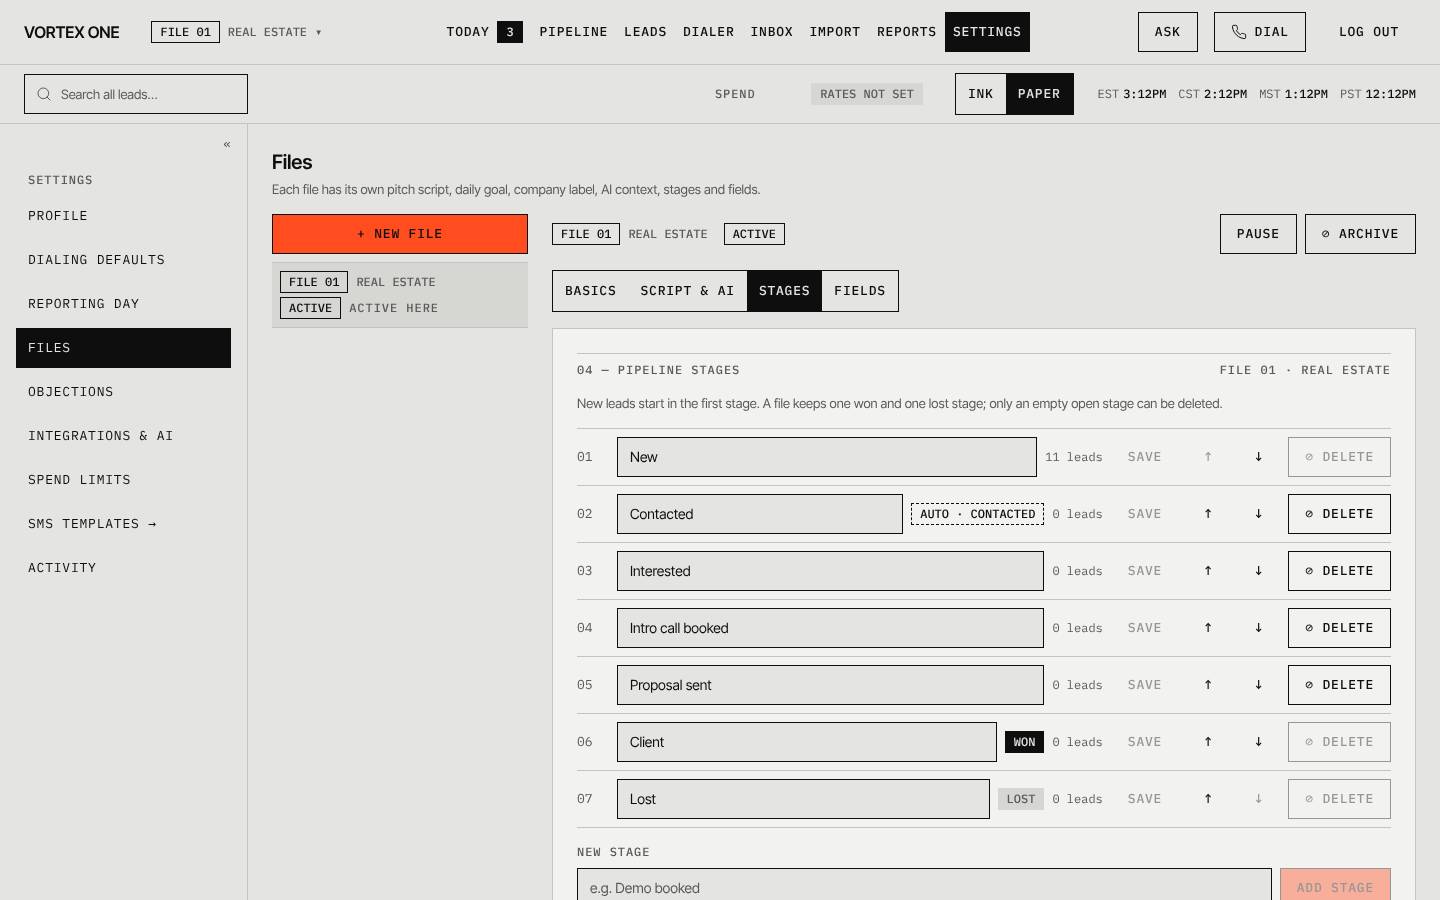 VORTEX ONE FILE 01 REAL ESTATE ▾ TODAY 3 PIPELINE LEADS DIALER INBOX IMPORT REPORTS SETTINGS ASK DIAL LOG OUT
Search all leads... SPEND RATES NOT SET INK PAPER EST 3:12PM CST 2:12PM MST 1:12PM PST 12:12PM
«
SETTINGS
PROFILE
DIALING DEFAULTS
REPORTING DAY
FILES
OBJECTIONS
INTEGRATIONS & AI
SPEND LIMITS
SMS TEMPLATES →
ACTIVITY
Files
Each file has its own pitch script, daily goal, company label, AI context, stages and fields.
+ NEW FILE
FILE 01 REAL ESTATE
ACTIVE ACTIVE HERE
FILE 01 REAL ESTATE ACTIVE PAUSE ⊘ ARCHIVE
BASICS SCRIPT & AI STAGES FIELDS
04 — PIPELINE STAGES FILE 01 · REAL ESTATE
New leads start in the first stage. A file keeps one won and one lost stage; only an empty open stage can be deleted.
01 New 11 leads SAVE ↑ ↓ ⊘ DELETE
02 Contacted AUTO · CONTACTED 0 leads SAVE ↑ ↓ ⊘ DELETE
03 Interested 0 leads SAVE ↑ ↓ ⊘ DELETE
04 Intro call booked 0 leads SAVE ↑ ↓ ⊘ DELETE
05 Proposal sent 0 leads SAVE ↑ ↓ ⊘ DELETE
06 Client WON 0 leads SAVE ↑ ↓ ⊘ DELETE
07 Lost LOST 0 leads SAVE ↑ ↓ ⊘ DELETE
NEW STAGE
e.g. Demo booked ADD STAGE